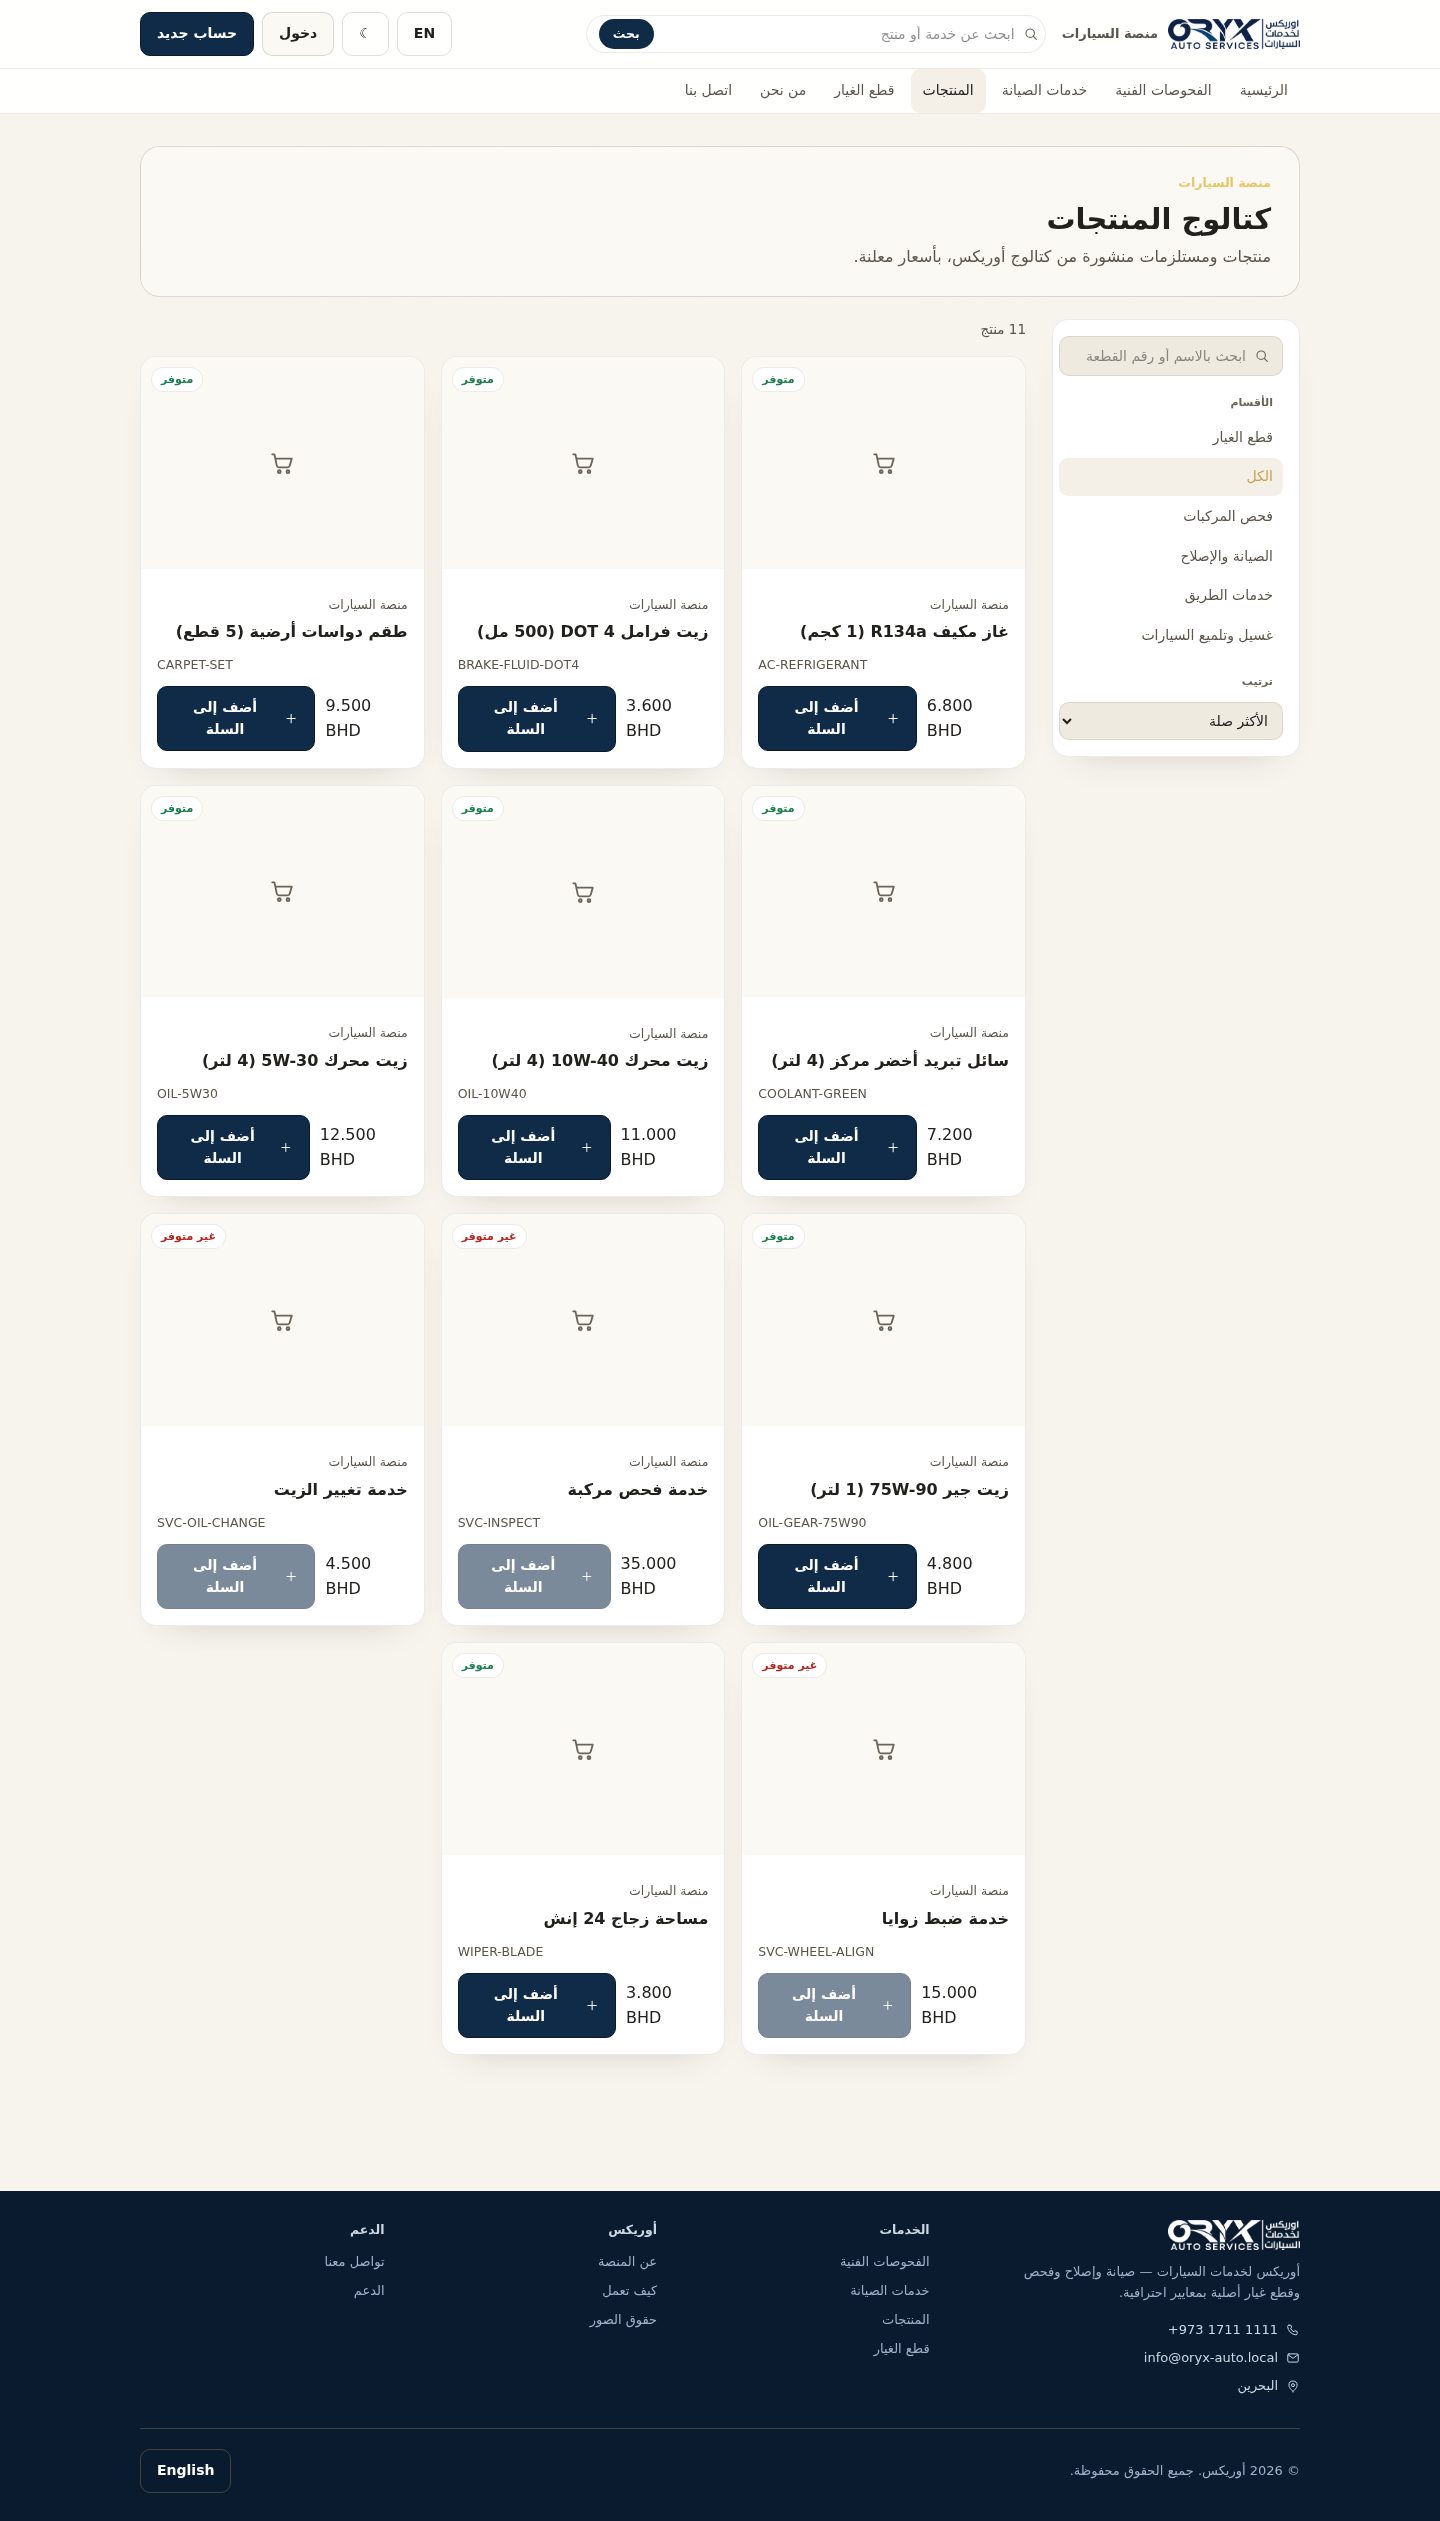 اوريكس
لخدمات
السيارات
ORYX
AUTO SERVICES
منصة السيارات
ابحث عن خدمة أو منتج
بحث
EN
دخول
حساب جديد
الرئيسية
الفحوصات الفنية
خدمات الصيانة
المنتجات
قطع الغيار
من نحن
اتصل بنا
منصة السيارات
كتالوج المنتجات
منتجات ومستلزمات منشورة من كتالوج أوريكس، بأسعار معلنة.
ابحث بالاسم أو رقم القطعة
الأقسام
قطع الغيار
الكل
فحص المركبات
الصيانة والإصلاح
خدمات الطريق
غسيل وتلميع السيارات
ترتيب
الأكثر صلة
11 منتج
متوفر
منصة السيارات
غاز مكيف R134a (1 كجم)
AC-REFRIGERANT
6.800
BHD
+ أضف إلى
السلة
متوفر
منصة السيارات
زيت فرامل DOT 4 (500 مل)
BRAKE-FLUID-DOT4
3.600
BHD
+ أضف إلى
السلة
متوفر
منصة السيارات
طقم دواسات أرضية (5 قطع)
CARPET-SET
9.500
BHD
+ أضف إلى
السلة
متوفر
منصة السيارات
سائل تبريد أخضر مركز (4 لتر)
COOLANT-GREEN
7.200
BHD
+ أضف إلى
السلة
متوفر
منصة السيارات
زيت محرك 10W-40 (4 لتر)
OIL-10W40
11.000
BHD
+ أضف إلى
السلة
متوفر
منصة السيارات
زيت محرك 5W-30 (4 لتر)
OIL-5W30
12.500
BHD
+ أضف إلى
السلة
متوفر
منصة السيارات
زيت جير 75W-90 (1 لتر)
OIL-GEAR-75W90
4.800
BHD
+ أضف إلى
السلة
غير متوفر
منصة السيارات
خدمة فحص مركبة
SVC-INSPECT
35.000
BHD
+ أضف إلى
السلة
غير متوفر
منصة السيارات
خدمة تغيير الزيت
SVC-OIL-CHANGE
4.500
BHD
+ أضف إلى
السلة
غير متوفر
منصة السيارات
خدمة ضبط زوايا
SVC-WHEEL-ALIGN
15.000
BHD
+ أضف إلى
السلة
متوفر
منصة السيارات
مساحة زجاج 24 إنش
WIPER-BLADE
3.800
BHD
+ أضف إلى
السلة
اوريكس
لخدمات
السيارات
ORYX
AUTO SERVICES
أوريكس لخدمات السيارات — صيانة وإصلاح وفحص
وقطع غيار أصلية بمعايير احترافية.
+973 1711 1111
info@oryx-auto.local
البحرين
الخدمات
الفحوصات الفنية
خدمات الصيانة
المنتجات
قطع الغيار
أوريكس
عن المنصة
كيف تعمل
حقوق الصور
الدعم
تواصل معنا
الدعم
© 2026 أوريكس. جميع الحقوق محفوظة.
English